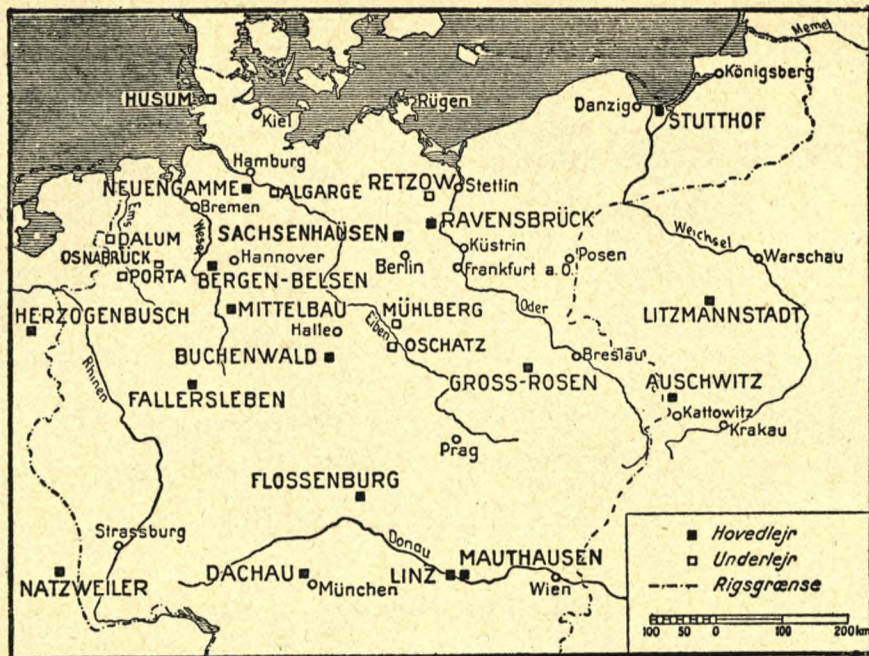 Memel
Königsberg
HUSUM
Kiel
Rügen
Danzig
STUTTHOF
Hamburg
NEUENGAMME
ALGARGE
RETZOW
Stettin
Bremen
Ems
Weser
SACHSENHAUSEN
RAVENSBRÜCK
DALUM
OSNABRÜCK
PORTA
Hannover
BERGEN-BELSEN
Berlin
Küstrin
Frankfurt a.O.
Posen
Weichsel
Warschau
HERZOGENBUSCH
MITTELBAU
Halle
MÜHLBERG
Elben
OSCHATZ
Oder
LITZMANNSTADT
Rhinen
BUCHENWALD
Breslau
FALLERSLEBEN
GROSS-ROSEN
AUSCHWITZ
Kattowitz
Krakau
Prag
FLOSSENBURG
Strassburg
Donau
NATZWEILER
DACHAU
München
LINZ
MAUTHAUSEN
Wien
Hovedlejr
Underlejr
Rigsgrænse
100 50 0 100 200 km